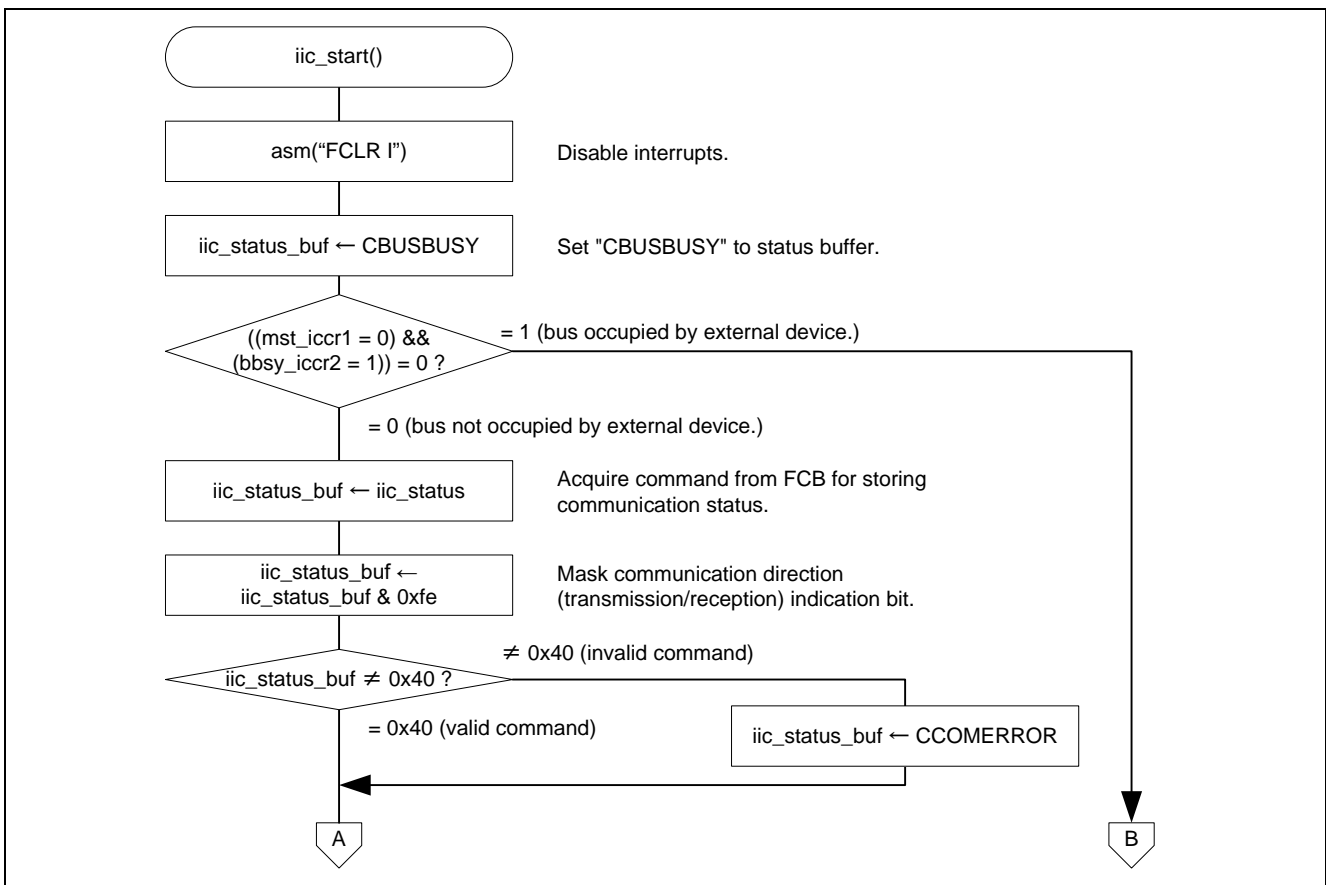 iic_start()
asm(“FCLR I”)
Disable interrupts.
iic_status_buf ← CBUSBUSY
Set "CBUSBUSY" to status buffer.
((mst_iccr1 = 0) &&
(bbsy_iccr2 = 1)) = 0 ?
= 1 (bus occupied by external device.)
= 0 (bus not occupied by external device.)
iic_status_buf ← iic_status
Acquire command from FCB for storing
communication status.
iic_status_buf ←
iic_status_buf & 0xfe
Mask communication direction
(transmission/reception) indication bit.
iic_status_buf ≠ 0x40 ?
≠ 0x40 (invalid command)
= 0x40 (valid command)
iic_status_buf ← CCOMERROR
A
B